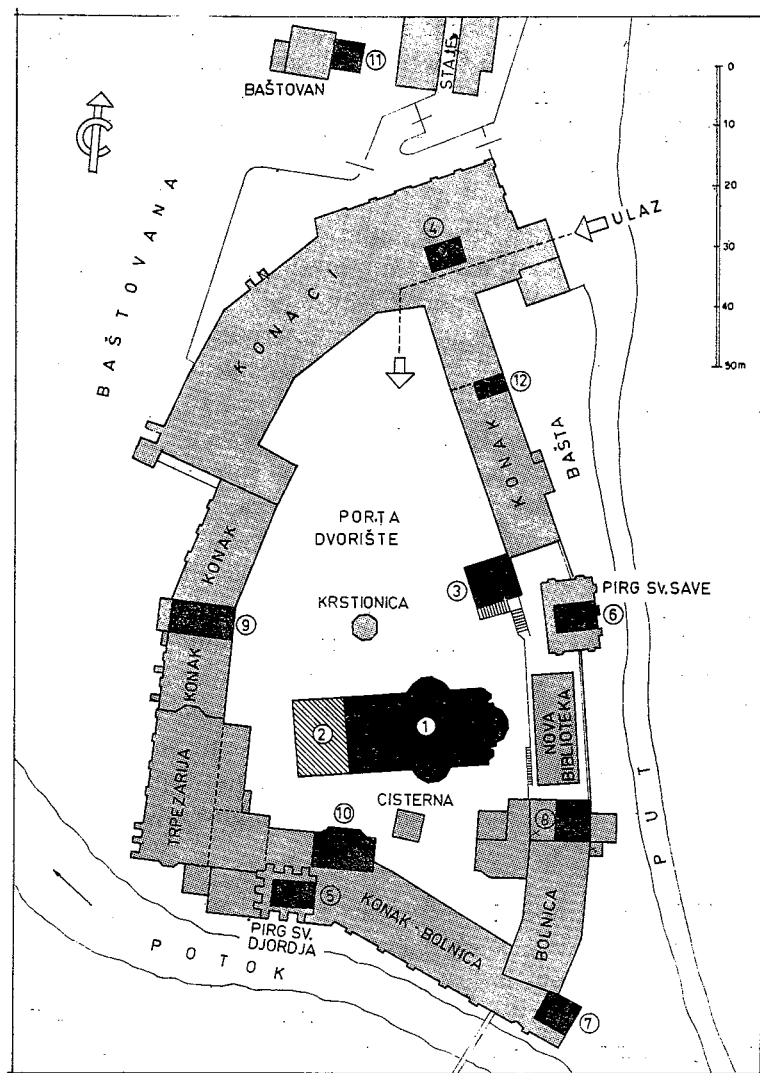 11
BAŠTOVAN
STAJE
0
10
20
30
40
50m
BAŠTOVANA
4
ULAZ
KONACI
12
KONAK
BAŠTA
PORTA
DVORIŠTE
KONAK
3
PIRG SV. SAVE
6
KRSTIONICA
9
KONAK
2
1
NOVA
BIBLIOTEKA
TRPEZARIJA
CISTERNA
10
8
PUT
5
KONAK-BOLNICA
BOLNICA
PIRG SV.
DJORDJA
POTOK
7